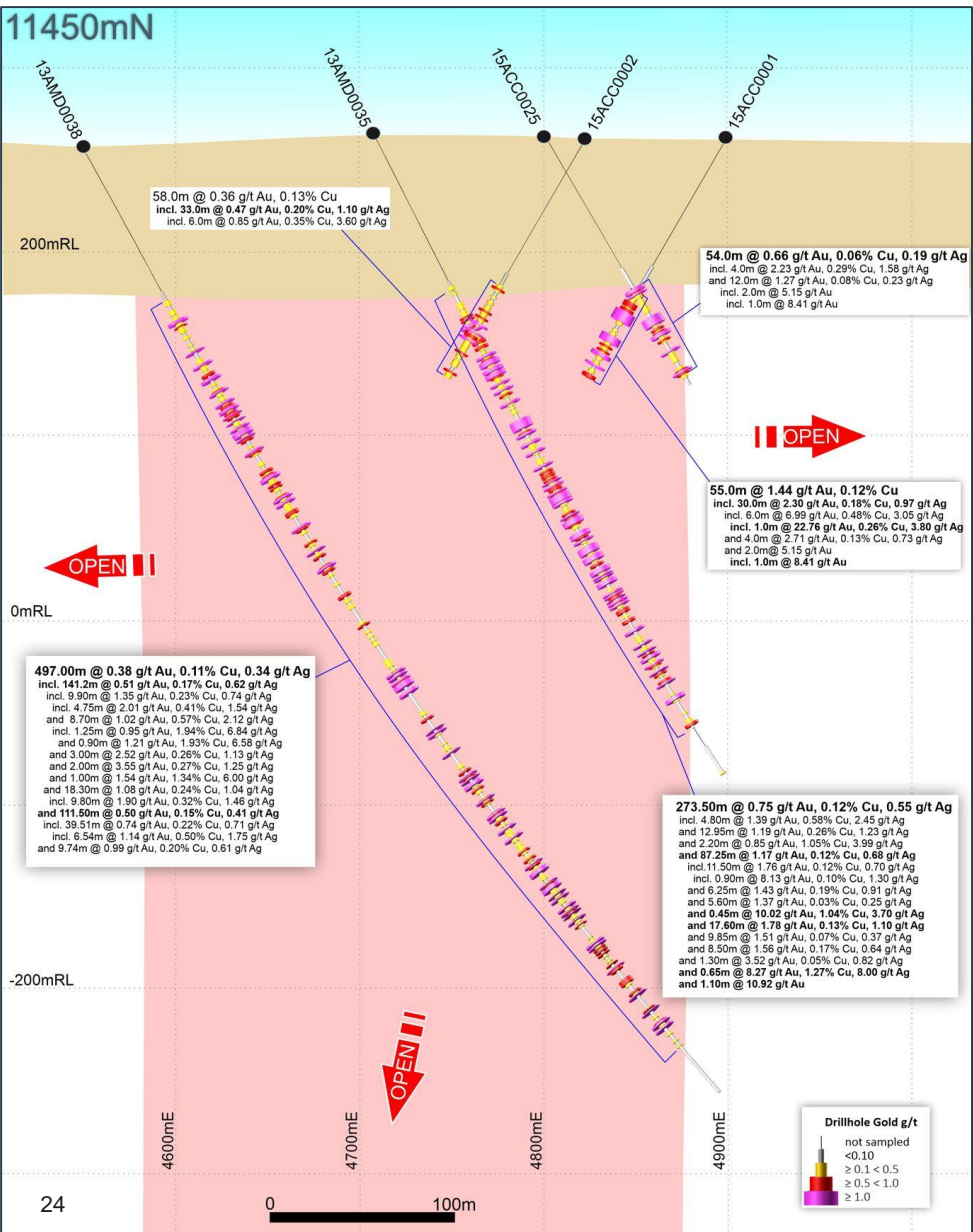 11450mN
13AMD0038
13AMD0035
15ACC0025
15ACC0002
15ACC0001
58.0m @ 0.36 g/t Au, 0.13% Cu
incl. 33.0m @ 0.47 g/t Au, 0.20% Cu, 1.10 g/t Ag
incl. 6.0m @ 0.85 g/t Au, 0.35% Cu, 3.60 g/t Ag
200mRL
54.0m @ 0.66 g/t Au, 0.06% Cu, 0.19 g/t Ag
incl. 4.0m @ 2.23 g/t Au, 0.29% Cu, 1.58 g/t Ag
and 12.0m @ 1.27 g/t Au, 0.08% Cu, 0.23 g/t Ag
incl. 2.0m @ 5.15 g/t Au
incl. 1.0m @ 8.41 g/t Au
OPEN
55.0m @ 1.44 g/t Au, 0.12% Cu
incl. 30.0m @ 2.30 g/t Au, 0.18% Cu, 0.97 g/t Ag
incl. 6.0m @ 6.99 g/t Au, 0.48% Cu, 3.05 g/t Ag
incl. 1.0m @ 22.76 g/t Au, 0.26% Cu, 3.80 g/t Ag
and 4.0m @ 2.71 g/t Au, 0.13% Cu, 0.73 g/t Ag
and 2.0m@ 5.15 g/t Au
incl. 1.0m @ 8.41 g/t Au
OPEN
0mRL
497.00m @ 0.38 g/t Au, 0.11% Cu, 0.34 g/t Ag
incl. 141.2m @ 0.51 g/t Au, 0.17% Cu, 0.62 g/t Ag
incl. 9.90m @ 1.35 g/t Au, 0.23% Cu, 0.74 g/t Ag
incl. 4.75m @ 2.01 g/t Au, 0.41% Cu, 1.54 g/t Ag
and 8.70m @ 1.02 g/t Au, 0.57% Cu, 2.12 g/t Ag
incl. 1.25m @ 0.95 g/t Au, 1.94% Cu, 6.84 g/t Ag
and 0.90m @ 1.21 g/t Au, 1.93% Cu, 6.58 g/t Ag
and 3.00m @ 2.52 g/t Au, 0.26% Cu, 1.13 g/t Ag
and 2.00m @ 3.55 g/t Au, 0.27% Cu, 1.25 g/t Ag
and 1.00m @ 1.54 g/t Au, 1.34% Cu, 6.00 g/t Ag
and 18.30m @ 1.08 g/t Au, 0.24% Cu, 1.04 g/t Ag
incl. 9.80m @ 1.90 g/t Au, 0.32% Cu, 1.46 g/t Ag
and 111.50m @ 0.50 g/t Au, 0.15% Cu, 0.41 g/t Ag
incl. 39.51m @ 0.74 g/t Au, 0.22% Cu, 0.71 g/t Ag
incl. 6.54m @ 1.14 g/t Au, 0.50% Cu, 1.75 g/t Ag
and 9.74m @ 0.99 g/t Au, 0.20% Cu, 0.61 g/t Ag
273.50m @ 0.75 g/t Au, 0.12% Cu, 0.55 g/t Ag
incl. 4.80m @ 1.39 g/t Au, 0.58% Cu, 2.45 g/t Ag
and 12.95m @ 1.19 g/t Au, 0.26% Cu, 1.23 g/t Ag
and 2.20m @ 0.85 g/t Au, 1.05% Cu, 3.99 g/t Ag
and 87.25m @ 1.17 g/t Au, 0.12% Cu, 0.68 g/t Ag
incl.11.50m @ 1.76 g/t Au, 0.12% Cu, 0.70 g/t Ag
incl. 0.90m @ 8.13 g/t Au, 0.10% Cu, 1.30 g/t Ag
and 6.25m @ 1.43 g/t Au, 0.19% Cu, 0.91 g/t Ag
and 5.60m @ 1.37 g/t Au, 0.03% Cu, 0.25 g/t Ag
and 0.45m @ 10.02 g/t Au, 1.04% Cu, 3.70 g/t Ag
and 17.60m @ 1.78 g/t Au, 0.13% Cu, 1.10 g/t Ag
and 9.85m @ 1.51 g/t Au, 0.07% Cu, 0.37 g/t Ag
and 8.50m @ 1.56 g/t Au, 0.17% Cu, 0.64 g/t Ag
and 1.30m @ 3.52 g/t Au, 0.05% Cu, 0.82 g/t Ag
and 0.65m @ 8.27 g/t Au, 1.27% Cu, 8.00 g/t Ag
and 1.10m @ 10.92 g/t Au
-200mRL
OPEN
4600mE
4700mE
4800mE
4900mE
Drillhole Gold g/t
not sampled
<0.10
≥ 0.1 < 0.5
≥ 0.5 < 1.0
≥ 1.0
24
0
100m